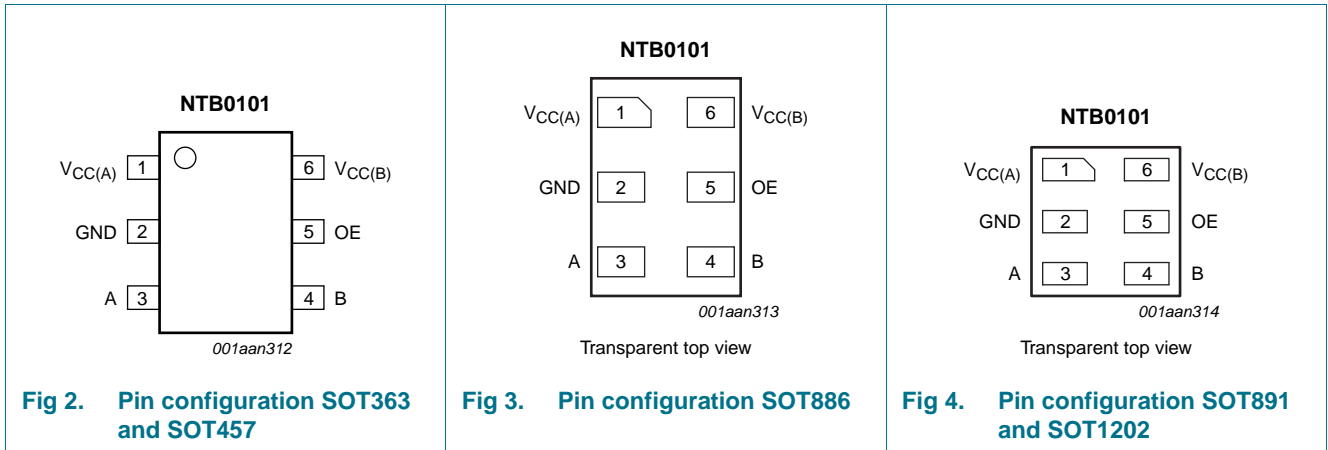 NTB0101
VCC(A) 1 6 VCC(B)
GND 2 5 OE
A 3 4 B
001aan312
Fig 2. Pin configuration SOT363
and SOT457
NTB0101
VCC(A) 1 6 VCC(B)
GND 2 5 OE
A 3 4 B
001aan313
Transparent top view
Fig 3. Pin configuration SOT886
NTB0101
VCC(A) 1 6 VCC(B)
GND 2 5 OE
A 3 4 B
001aan314
Transparent top view
Fig 4. Pin configuration SOT891
and SOT1202